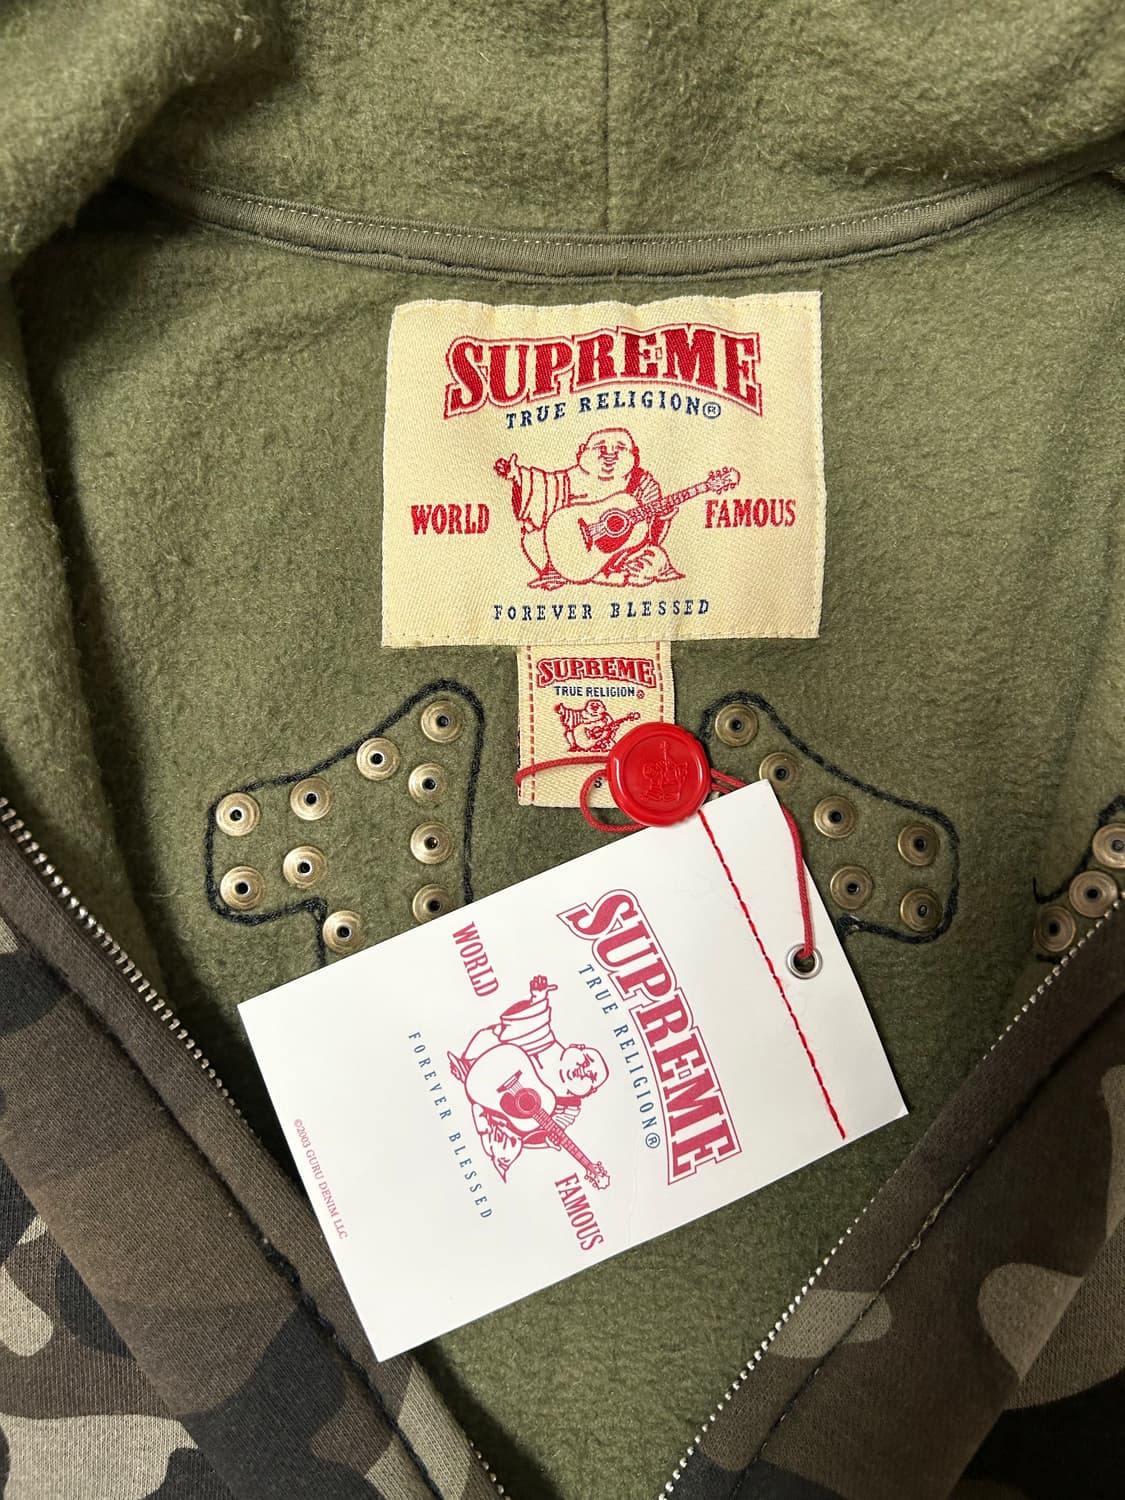 SUPREME
TRUE RELIGION®
WORLD FAMOUS
FOREVER BLESSED
SUPREME
TRUE RELIGION®
S
SUPREME
TRUE RELIGION®
WORLD FAMOUS
FOREVER BLESSED
©2003 GURU DENIM LLC